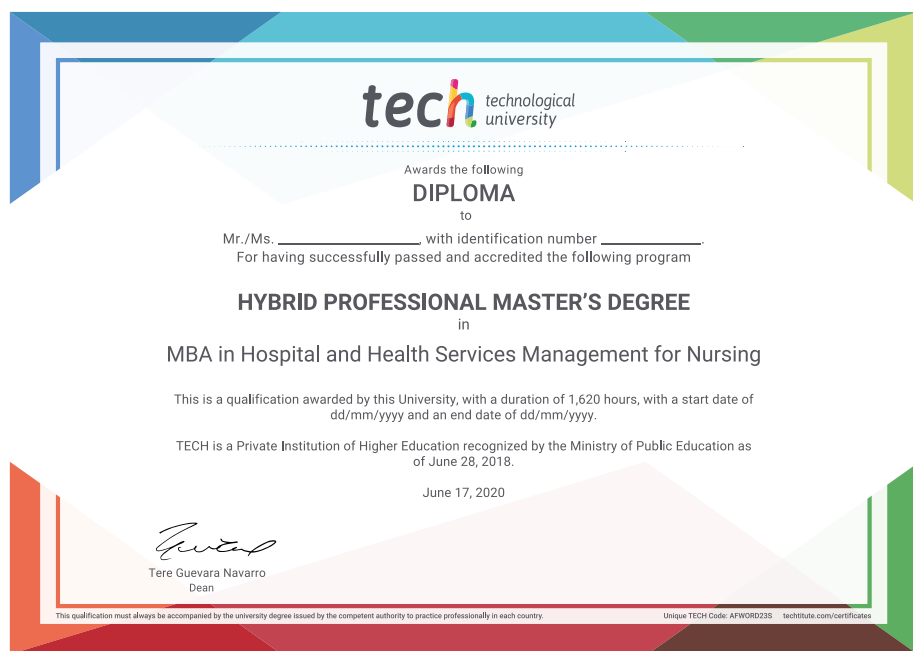 tech technological
university
Awards the following
DIPLOMA
to
Mr./Ms. ____________________, with identification number ______________.
For having successfully passed and accredited the following program
HYBRID PROFESSIONAL MASTER'S DEGREE
in
MBA in Hospital and Health Services Management for Nursing
This is a qualification awarded by this University, with a duration of 1,620 hours, with a start date of
dd/mm/yyyy and an end date of dd/mm/yyyy.
TECH is a Private Institution of Higher Education recognized by the Ministry of Public Education as
of June 28, 2018.
June 17, 2020
Tere Guevara Navarro
Dean
This qualification must always be accompanied by the university degree issued by the competent authority to practice professionally in each country.
Unique TECH Code: AFWORD23S techtitute.com/certificates